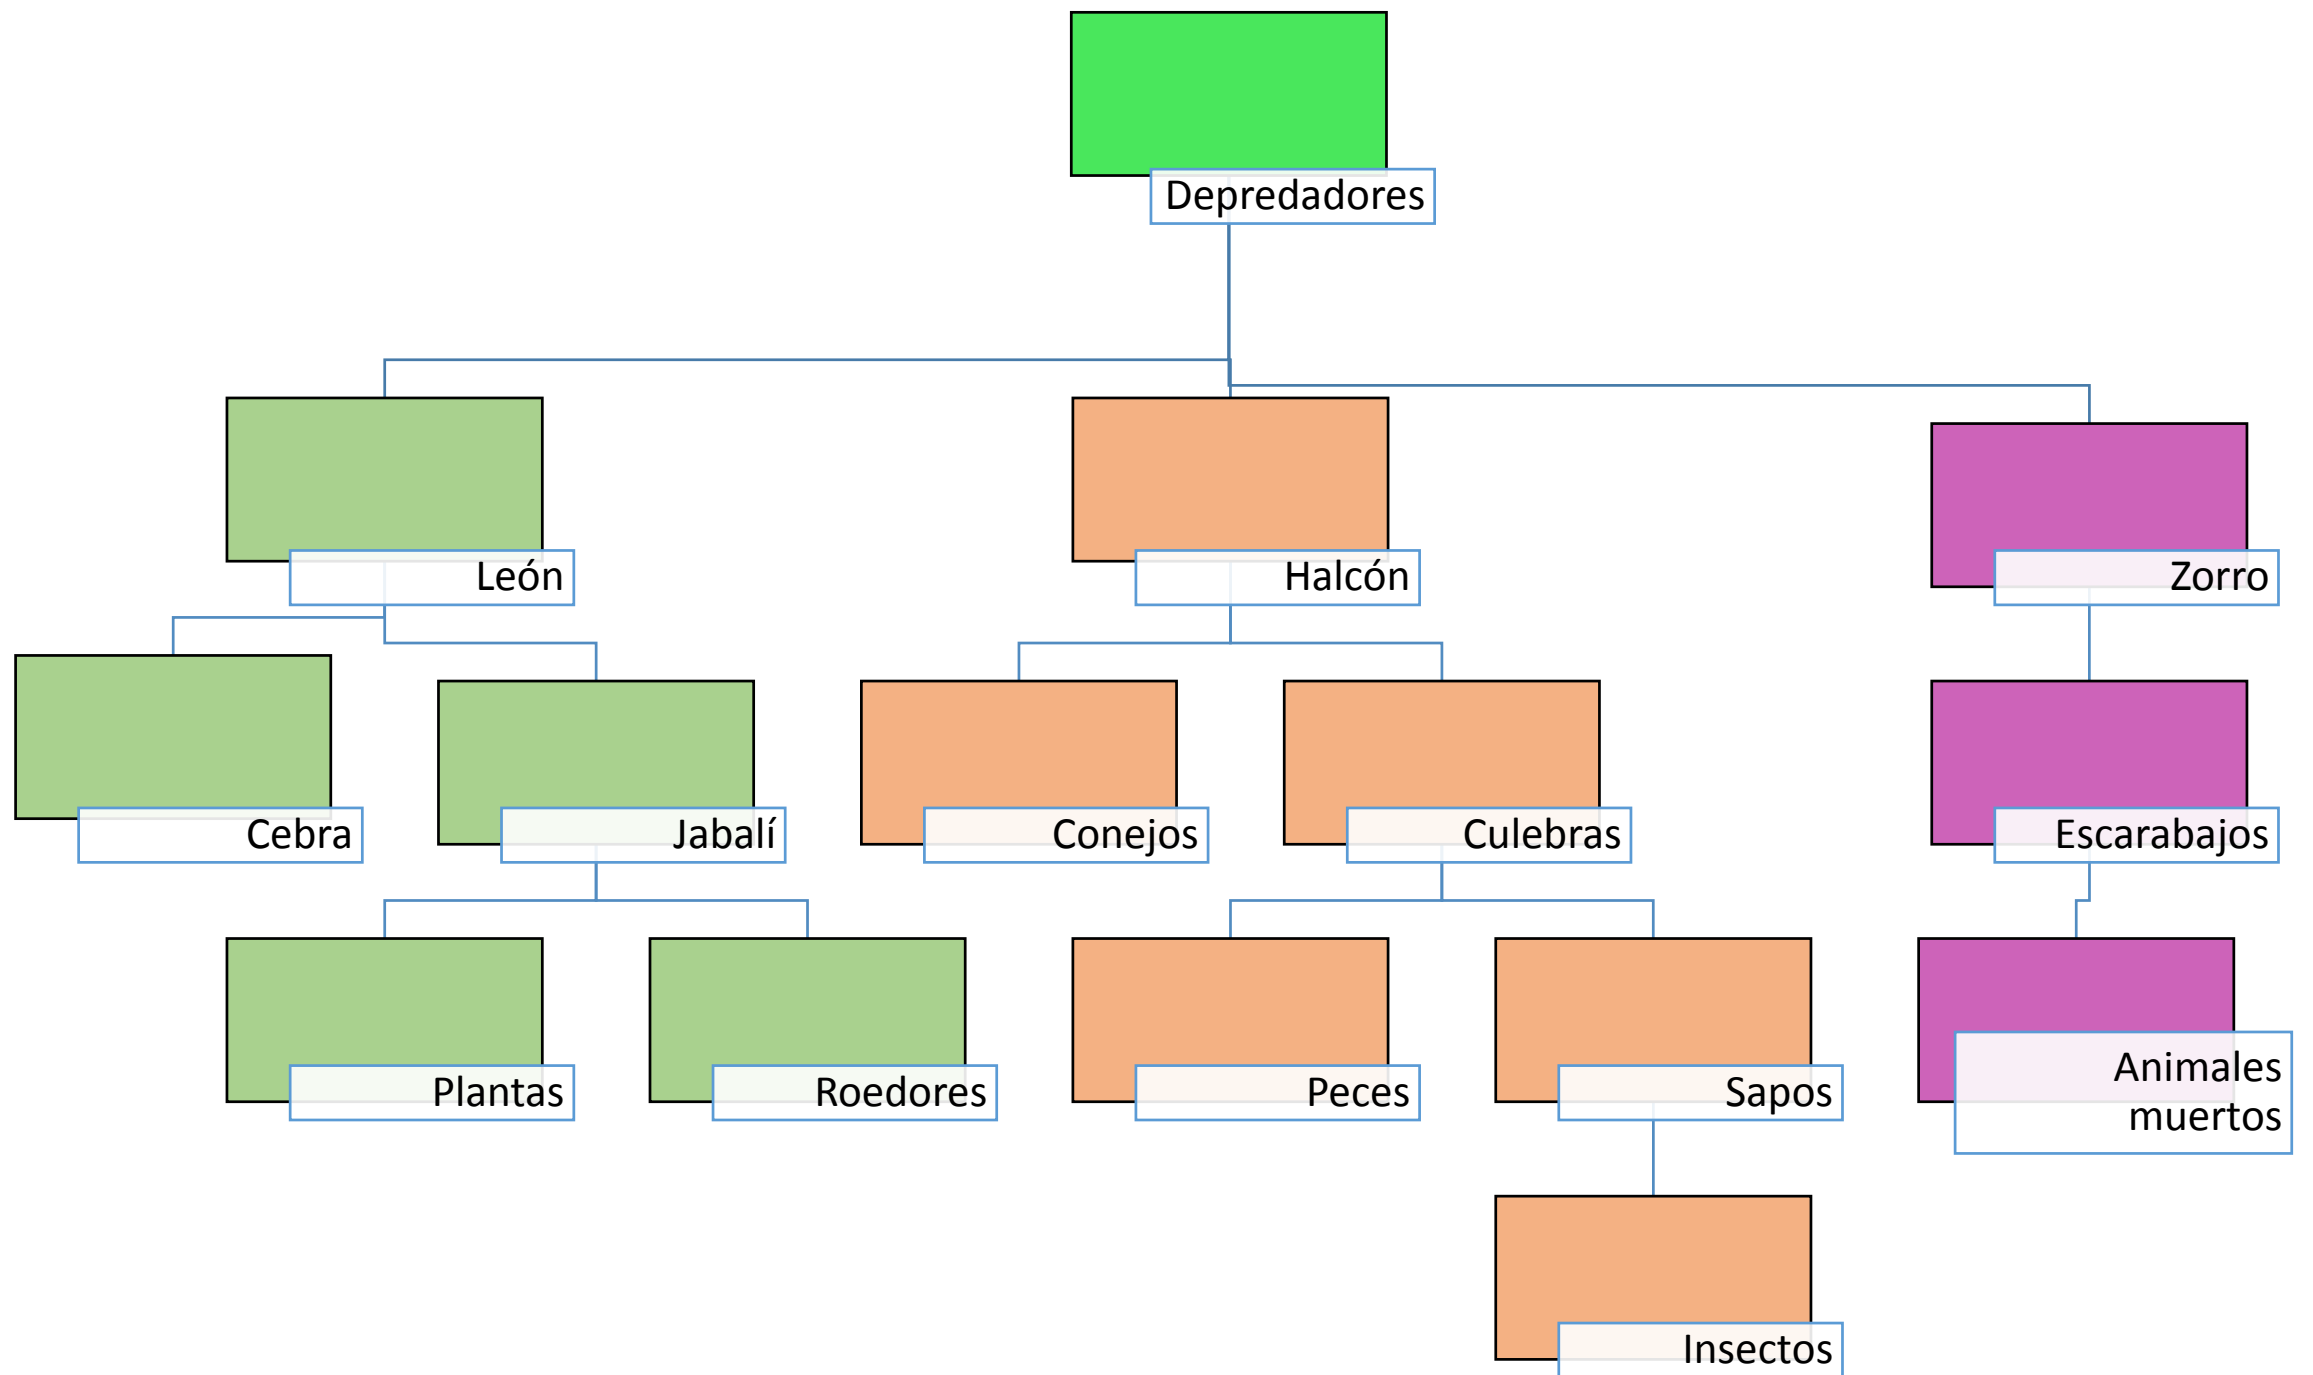 Depredadores
León
Halcón
Zorro
Cebra
Jabalí
Conejos
Culebras
Escarabajos
Plantas
Roedores
Peces
Sapos
Animales
muertos
Insectos